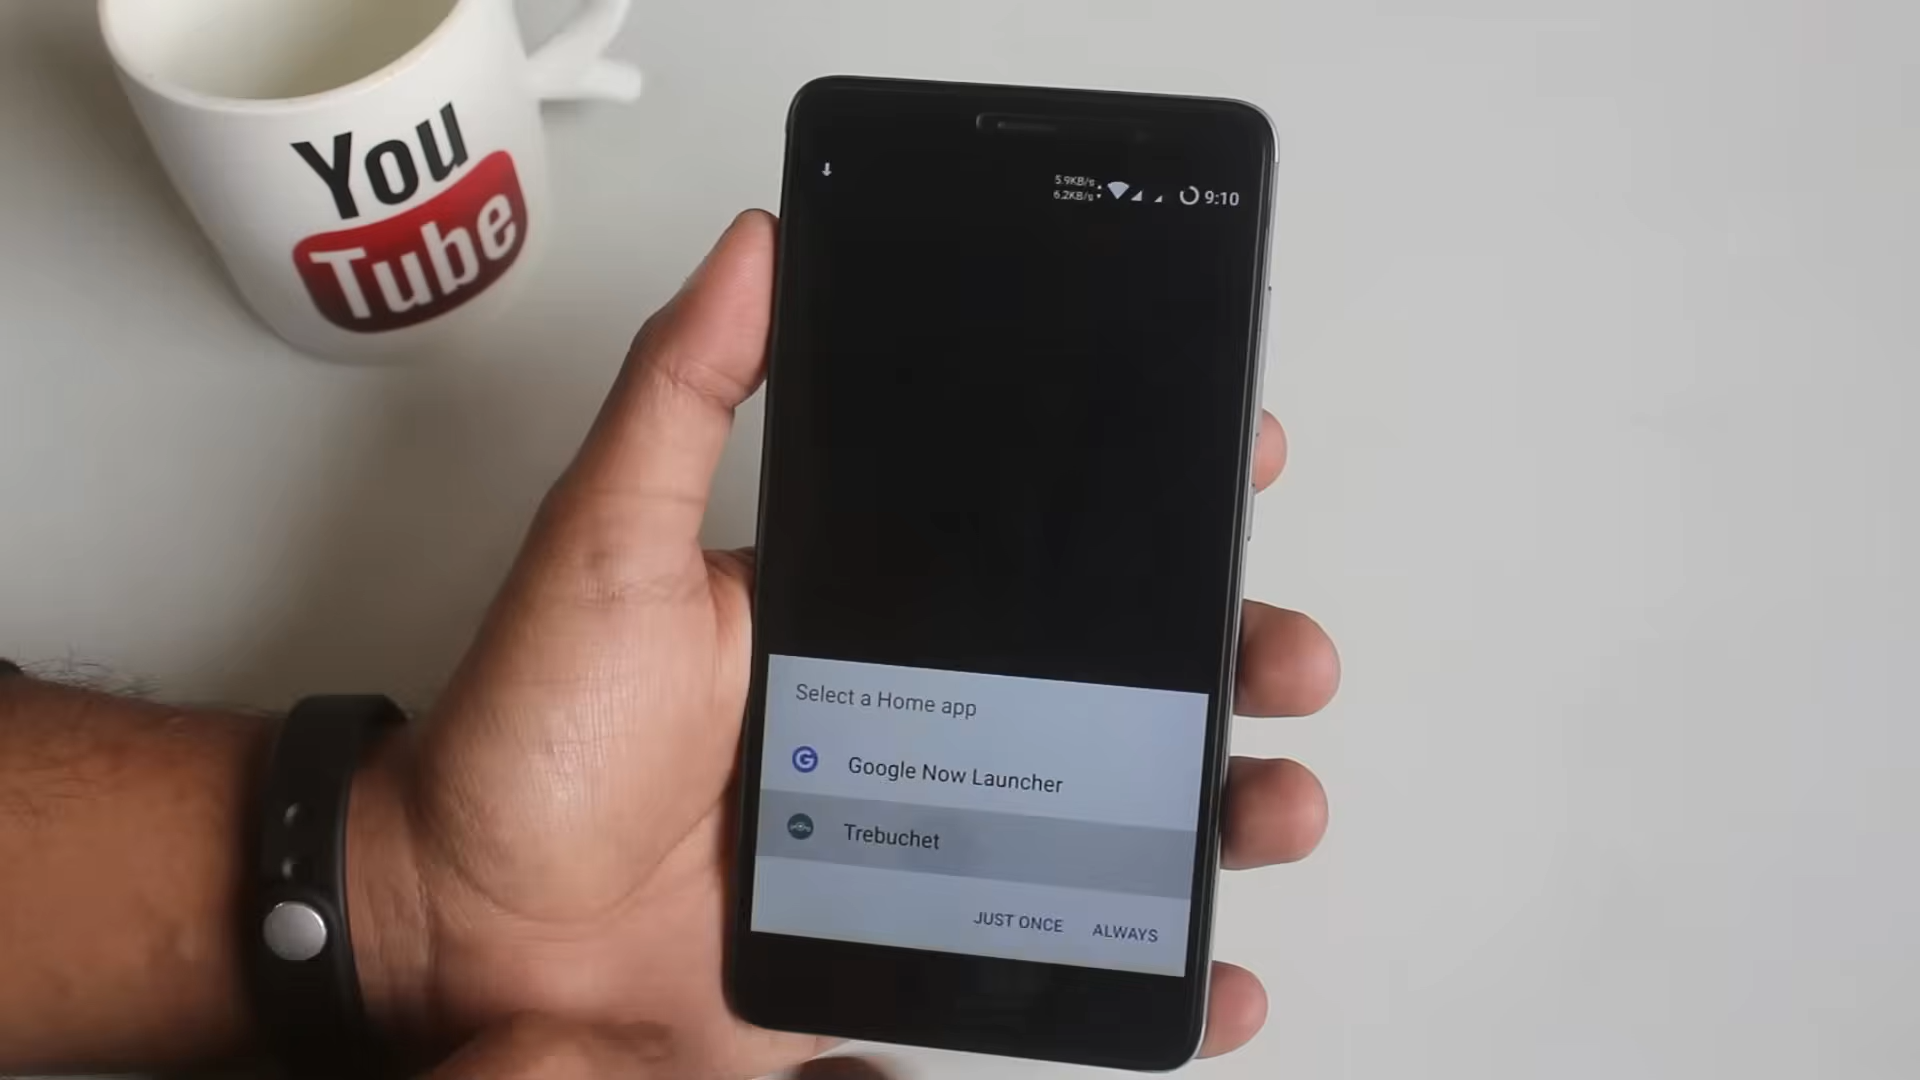 You
Tube
5.9KB/s
6.2KB/s
9:10
Select a Home app
Google Now Launcher
Trebuchet
JUST ONCE ALWAYS